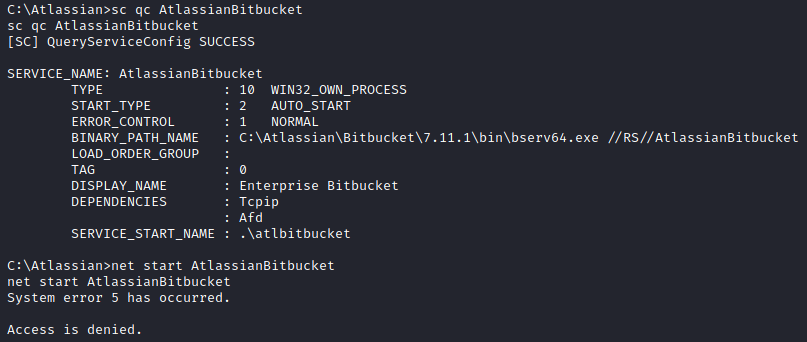 C:\Atlassian>sc qc AtlassianBitbucket
sc qc AtlassianBitbucket
[SC] QueryServiceConfig SUCCESS
SERVICE_NAME: AtlassianBitbucket
TYPE : 10 WIN32_OWN_PROCESS
START_TYPE : 2 AUTO_START
ERROR_CONTROL : 1 NORMAL
BINARY_PATH_NAME : C:\Atlassian\Bitbucket\7.11.1\bin\bserv64.exe //RS//AtlassianBitbucket
LOAD_ORDER_GROUP :
TAG : 0
DISPLAY_NAME : Enterprise Bitbucket
DEPENDENCIES : Tcpip
: Afd
SERVICE_START_NAME : .\atlbitbucket
C:\Atlassian>net start AtlassianBitbucket
net start AtlassianBitbucket
System error 5 has occurred.
Access is denied.